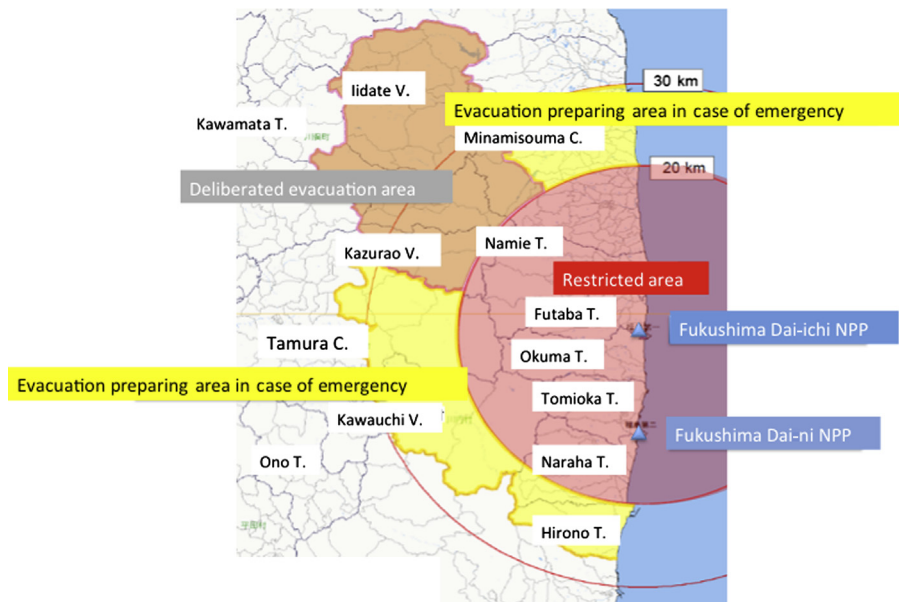 30 km
Iidate V.
Evacuation preparing area in case of emergency
Kawamata T.
Minamisouma C.
20 km
Deliberated evacuation area
Namie T.
Kazurao V.
Restricted area
Futaba T.
Fukushima Dai-ichi NPP
Tamura C.
Okuma T.
Evacuation preparing area in case of emergency
Tomioka T.
Kawauchi V.
Fukushima Dai-ni NPP
Ono T.
Naraha T.
Hirono T.